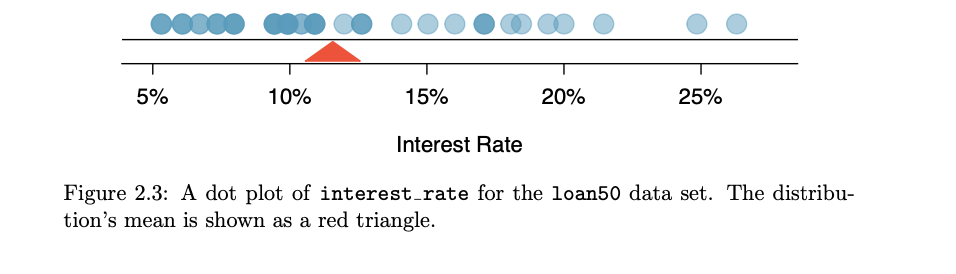 5% 10% 15% 20% 25%
Interest Rate
Figure 2.3: A dot plot of interest_rate for the loan50 data set. The distribu-
tion's mean is shown as a red triangle.